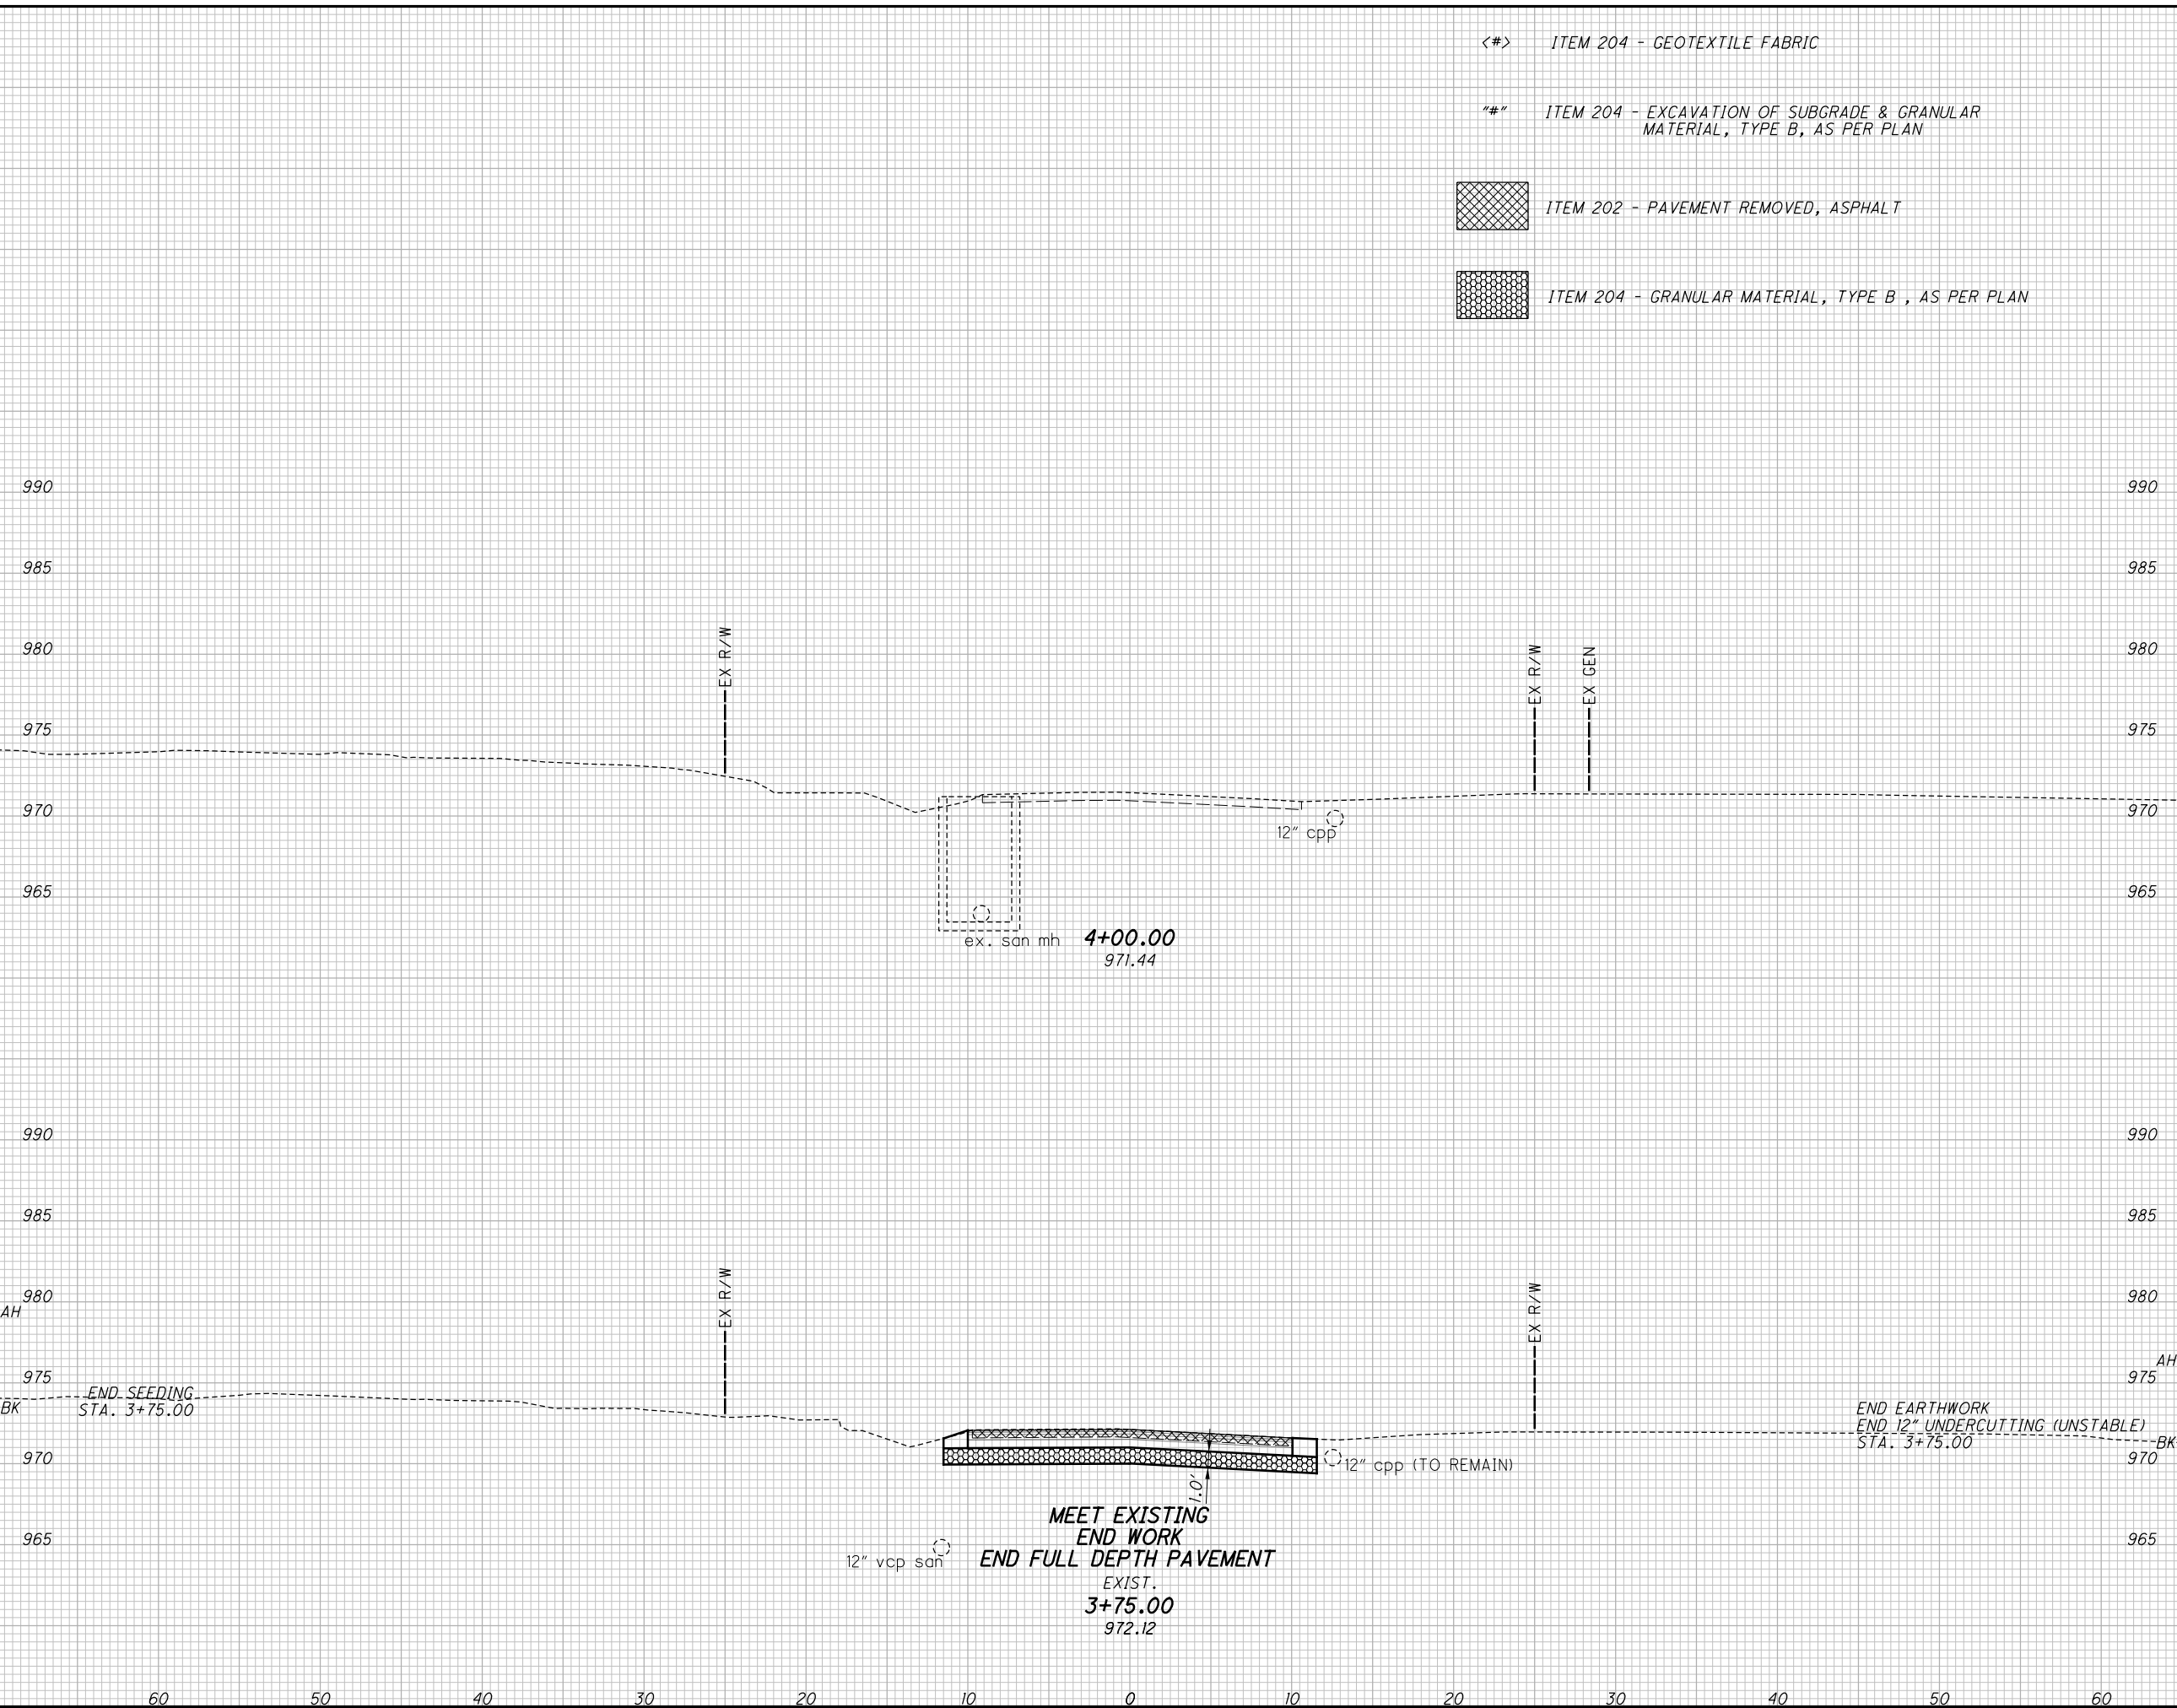 <#> ITEM 204 - GEOTEXTILE FABRIC
"#" ITEM 204 - EXCAVATION OF SUBGRADE & GRANULAR
MATERIAL, TYPE B, AS PER PLAN
ITEM 202 - PAVEMENT REMOVED, ASPHALT
ITEM 204 - GRANULAR MATERIAL, TYPE B , AS PER PLAN
990 990
985 985
980 EX R/W EX R/W EX GEN 980
975 975
970 970
12" cpp
965 965
ex. san mh 4+00.00
971.44
990 990
985 985
980 EX R/W EX R/W 980
AH
AH
975 975
END SEEDING
BK STA. 3+75.00
END EARTHWORK
END 12" UNDERCUTTING (UNSTABLE)
STA. 3+75.00 BK
970 970
12" cpp (TO REMAIN)
1.0'
MEET EXISTING
END WORK
965 965
12" vcp san END FULL DEPTH PAVEMENT
EXIST.
3+75.00
972.12
60 50 40 30 20 10 0 10 20 30 40 50 60